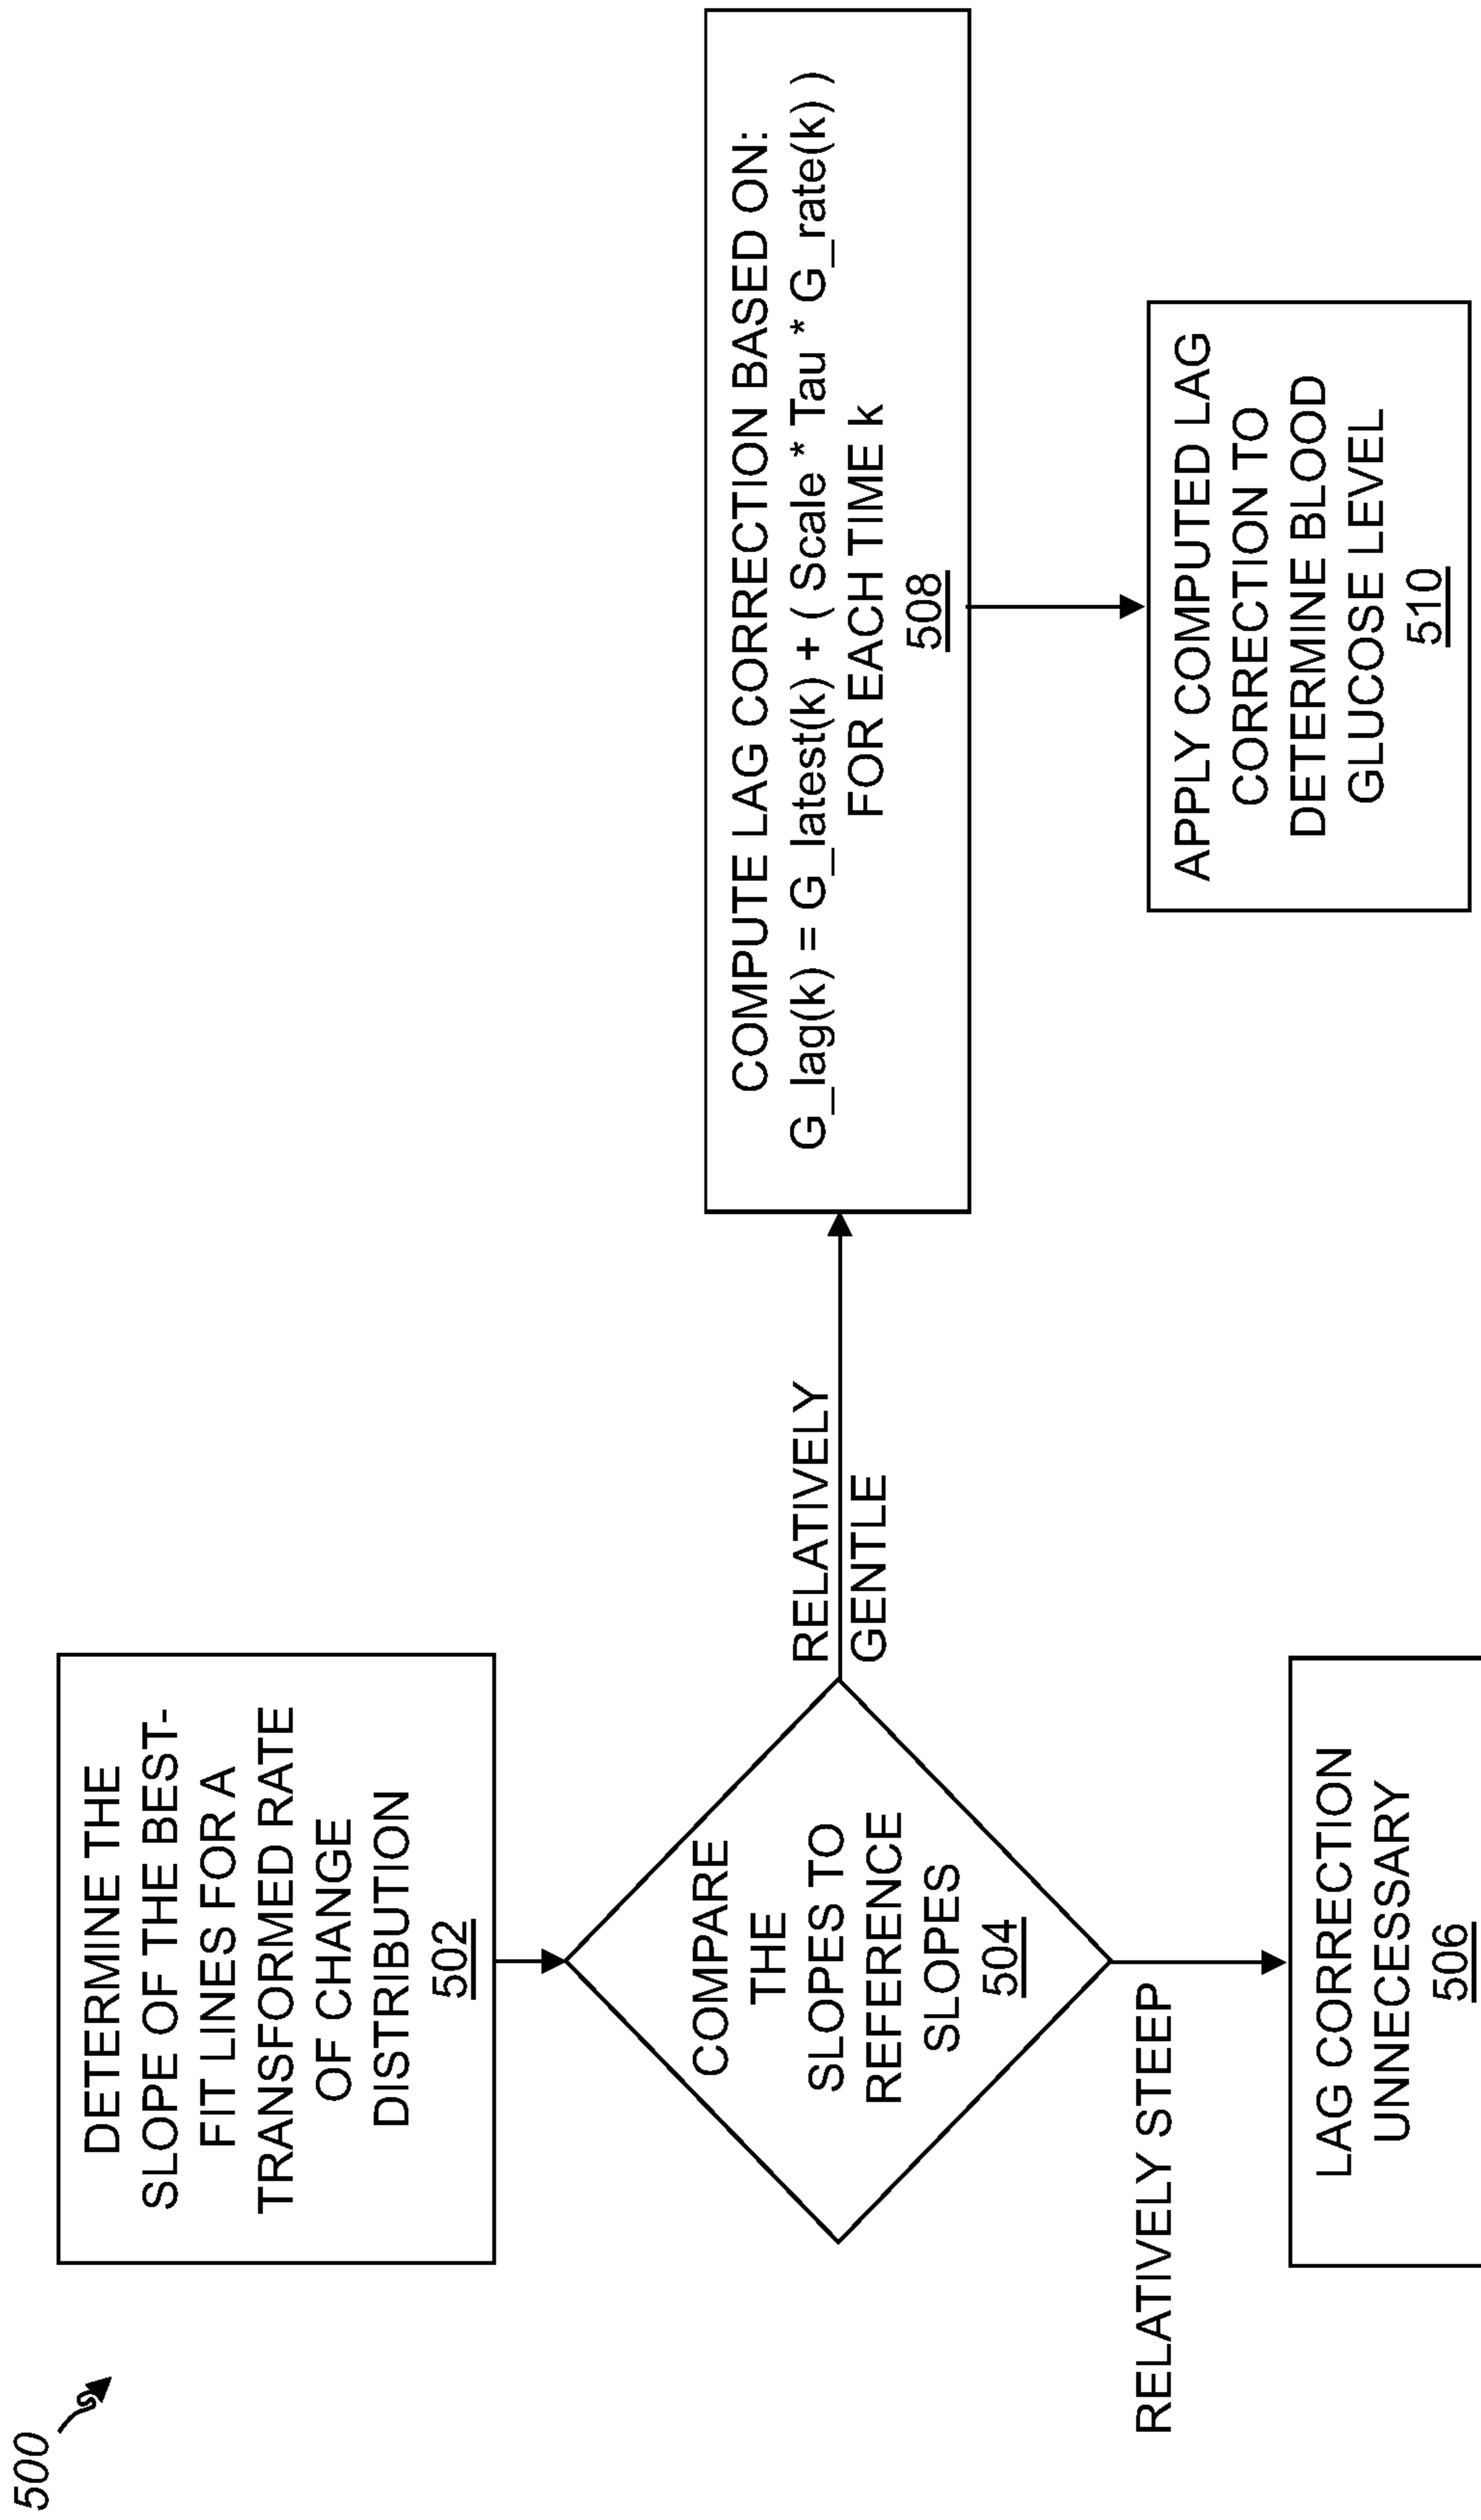 500
DETERMINE THE
SLOPE OF THE BEST-
FIT LINES FOR A
TRANSFORMED RATE
OF CHANGE
DISTRIBUTION
502
COMPARE
THE
SLOPES TO
REFERENCE
SLOPES
504
RELATIVELY
GENTLE
RELATIVELY STEEP
LAG CORRECTION
UNNECESSARY
506
COMPUTE LAG CORRECTION BASED ON:
G_lag(k) = G_latest(k) + ( Scale * Tau * G_rate(k) )
FOR EACH TIME k
508
APPLY COMPUTED LAG
CORRECTION TO
DETERMINE BLOOD
GLUCOSE LEVEL
510